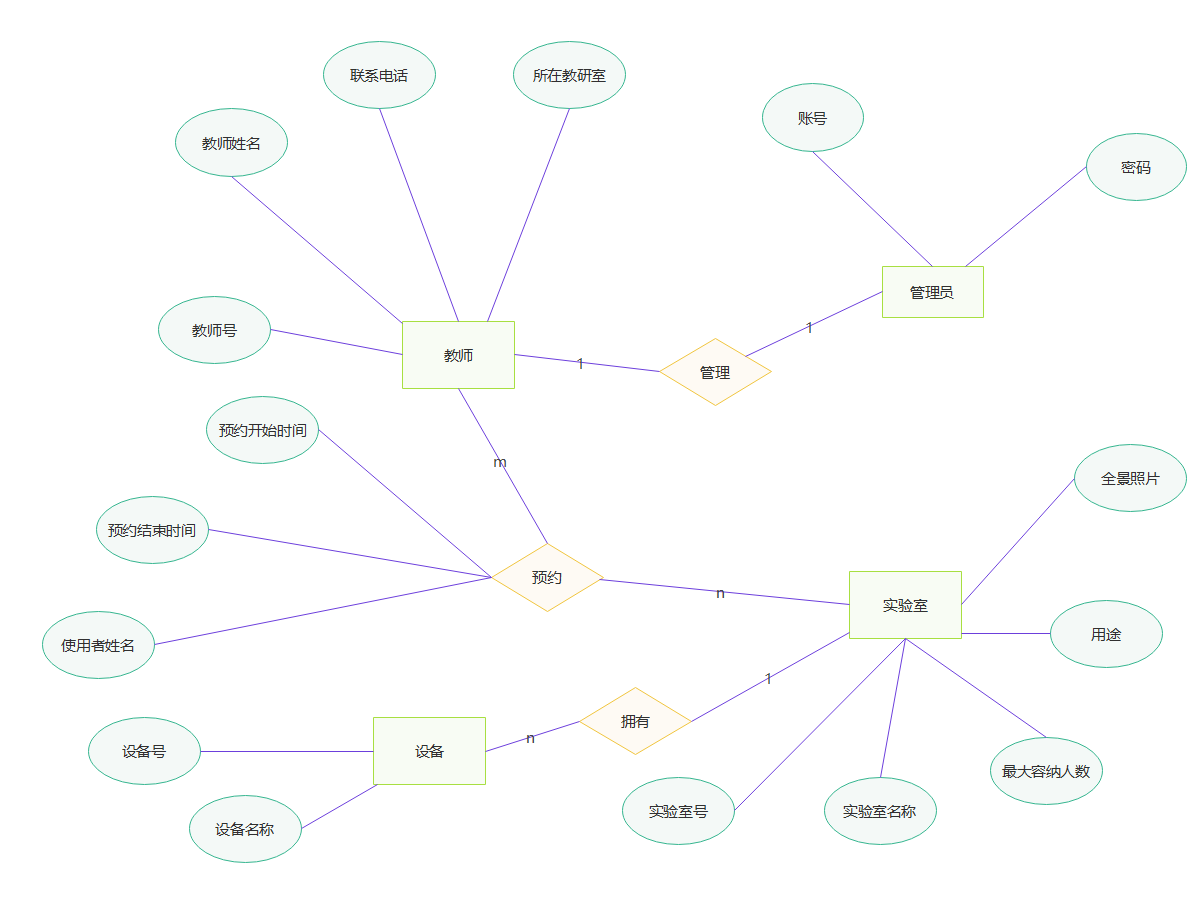 联系电话
所在教研室
账号
教师姓名
密码
管理员
教师号
1
教师
1
管理
预约开始时间
m
全景照片
预约结束时间
预约
n
实验室
用途
使用者姓名
1
拥有
n
设备号
设备
最大容纳人数
实验室号
实验室名称
设备名称